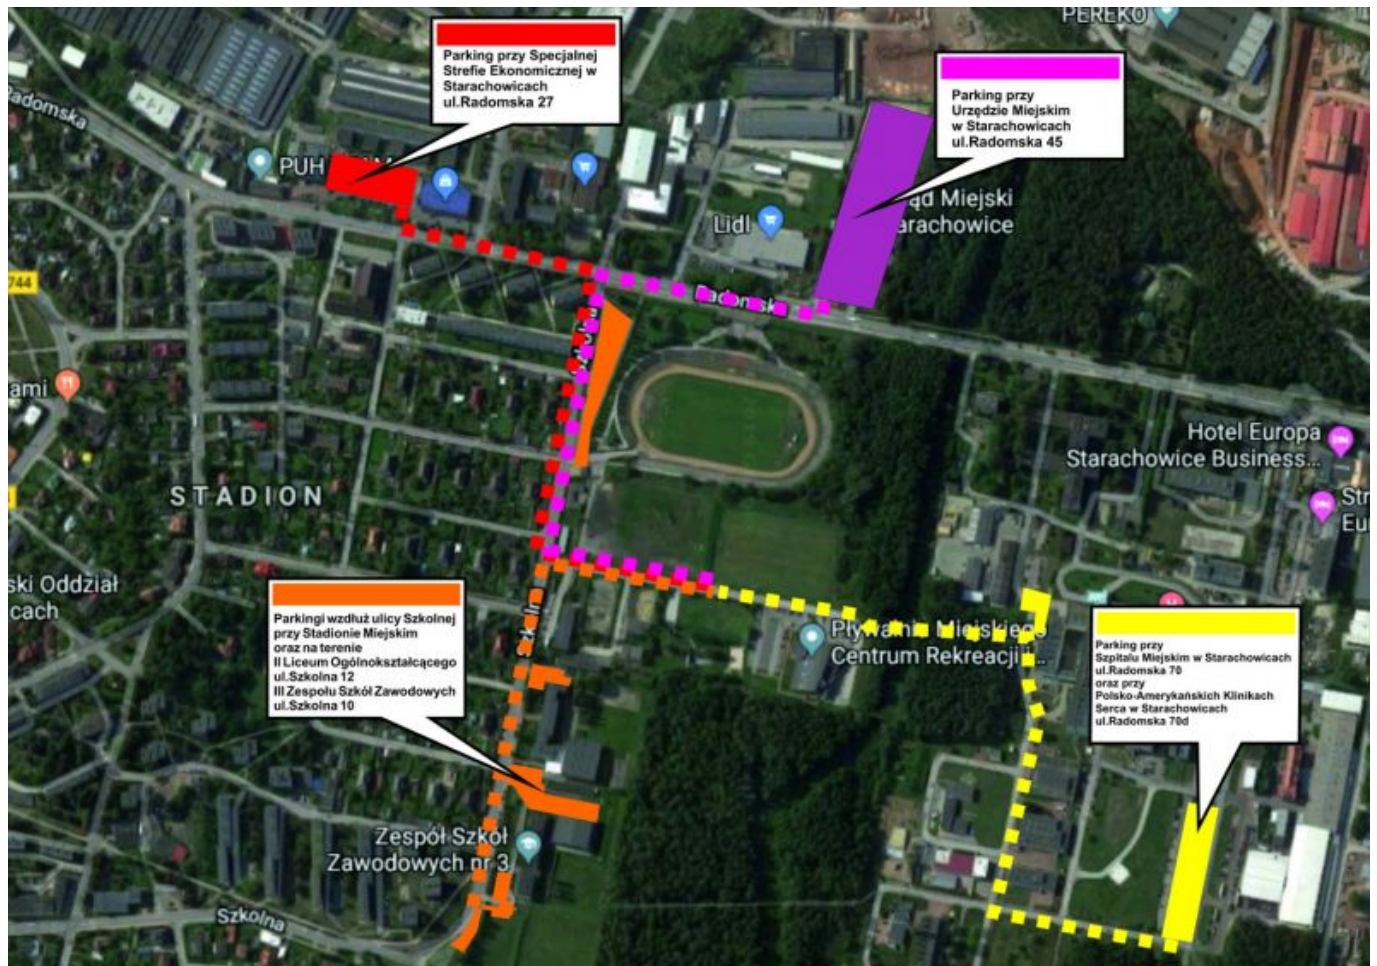 PEREKO
Parking przy Specjalnej
Strefie Ekonomicznej w
Starachowicach
ul.Radomska 27
Parking przy
Urzędzie Miejskim
w Starachowicach
ul.Radomska 45
Radomska
PUH
Lidl
ąd Miejski
arachowice
744
Radomsk
ami
Hotel Europa
Starachowice Business...
STADION
Str
Eur
ski Oddział
cach
Parkingi wzdłuż ulicy Szkolnej
przy Stadionie Miejskim
oraz na terenie
II Liceum Ogólnokształcącego
ul.Szkolna 12
III Zespołu Szkół Zawodowych
ul.Szkolna 10
Pływalnia Miejskiego
Centrum Rekreacji i...
Parking przy
Szpitalu Miejskim w Starachowicach
ul.Radomska 70
oraz przy
Polsko-Amerykańskich Klinikach
Serca w Starachowicach
ul.Radomska 70d
Zespół Szkół
Zawodowych nr 3
Szkolna